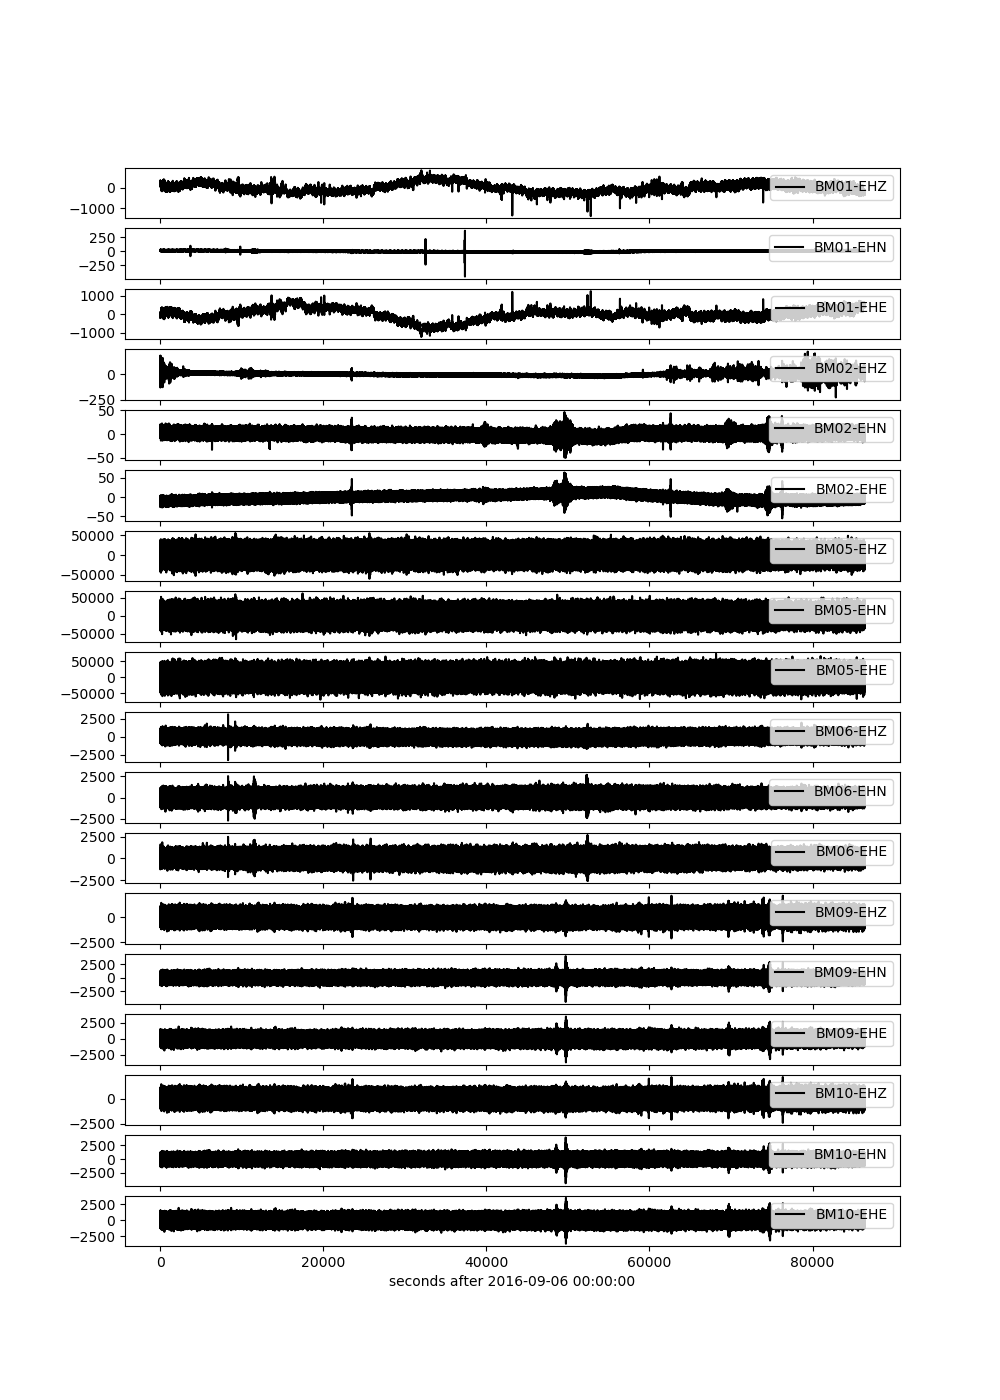 0
−1000
BM01-EHZ
250
0
−250
BM01-EHN
1000
0
−1000
BM01-EHE
0
−250
BM02-EHZ
50
0
−50
BM02-EHN
50
0
−50
BM02-EHE
50000
0
−50000
BM05-EHZ
50000
0
−50000
BM05-EHN
50000
0
−50000
BM05-EHE
2500
0
−2500
BM06-EHZ
2500
0
−2500
BM06-EHN
2500
0
−2500
BM06-EHE
0
−2500
BM09-EHZ
2500
0
−2500
BM09-EHN
2500
0
−2500
BM09-EHE
0
−2500
BM10-EHZ
2500
0
−2500
BM10-EHN
2500
0
−2500
BM10-EHE
0 20000 40000 60000 80000
seconds after 2016-09-06 00:00:00